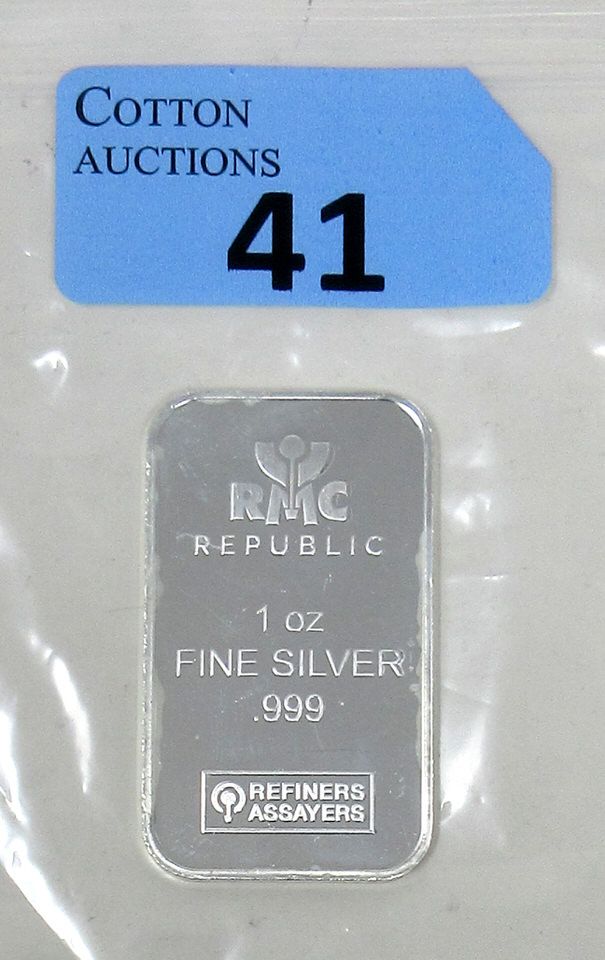 COTTON
AUCTIONS
41
RMC
REPUBLIC
1 oz
FINE SILVER
.999
REFINERS
ASSAYERS